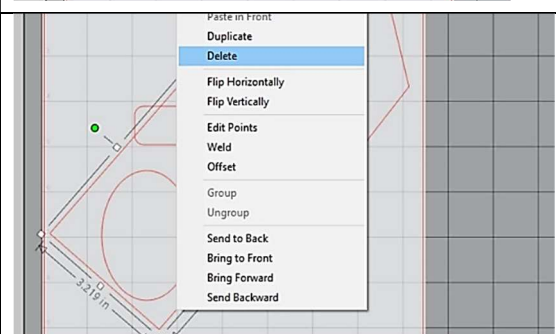 Paste in Front
Duplicate
Delete
Flip Horizontally
Flip Vertically
Edit Points
Weld
Offset
Group
Ungroup
Send to Back
Bring to Front
Bring Forward
Send Backward
3.219 in